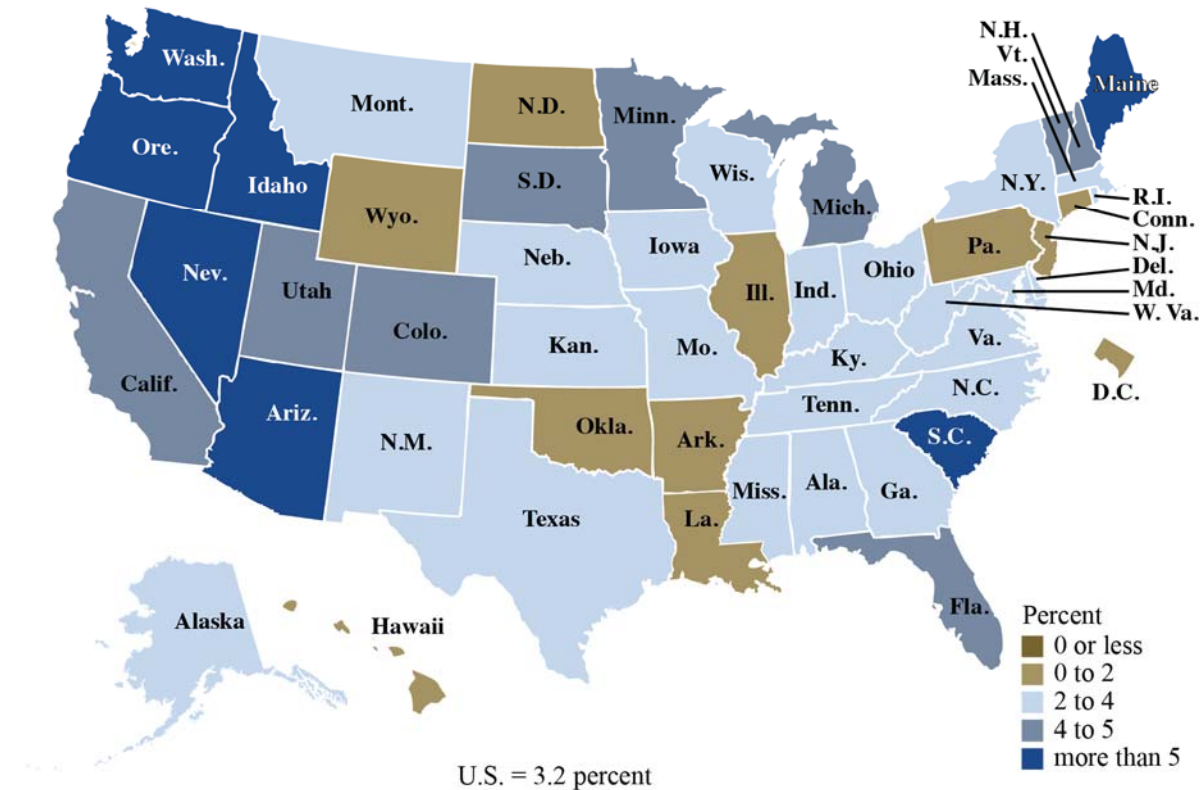 N.H.
Vt.
Mass.
Wash.
Maine
Mont.
N.D.
Minn.
Ore.
Idaho
S.D.
Wis.
N.Y.
Mich.
R.I.
Wyo.
Conn.
Iowa
Pa.
N.J.
Neb.
Ohio
Del.
Nev.
Utah
Ill.
Ind.
Md.
W. Va.
Colo.
Kan.
Mo.
Ky.
Va.
Calif.
N.C.
D.C.
Tenn.
Ariz.
Okla.
Ark.
S.C.
N.M.
Miss.
Ala.
Ga.
Texas
La.
Fla.
Alaska
Hawaii
Percent
0 or less
0 to 2
2 to 4
4 to 5
more than 5
U.S. = 3.2 percent